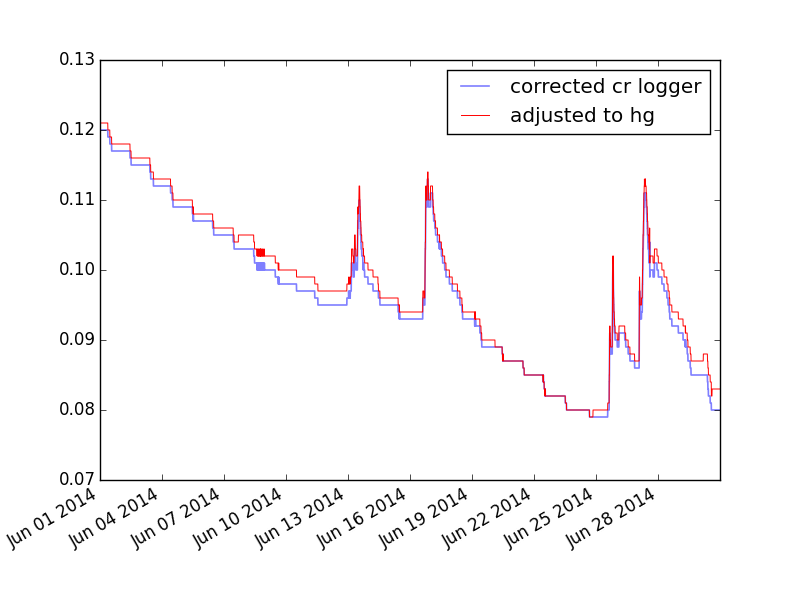 0.13
0.12
0.11
0.10
0.09
0.08
0.07
corrected cr logger
adjusted to hg
Jun 01 2014
Jun 04 2014
Jun 07 2014
Jun 10 2014
Jun 13 2014
Jun 16 2014
Jun 19 2014
Jun 22 2014
Jun 25 2014
Jun 28 2014